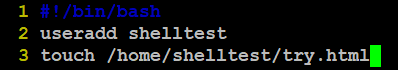 1 #!/bin/bash
2 useradd shelltest
3 touch /home/shelltest/try.html